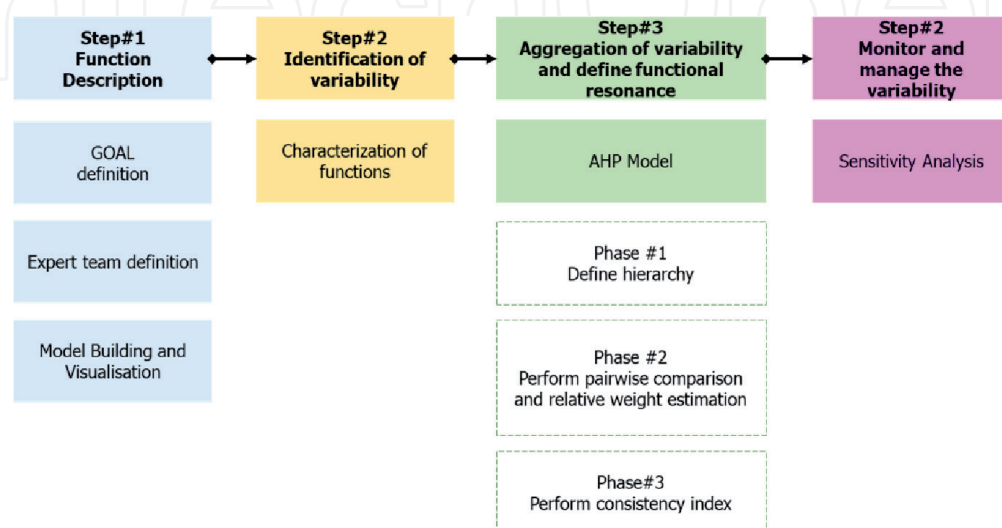 Step#1
Function
Description
Step#2
Identification of
variability
Step#3
Aggregation of variability
and define functional
resonance
Step#2
Monitor and
manage the
variability
GOAL
definition
Characterization of
functions
AHP Model
Sensitivity Analysis
Expert team definition
Phase #1
Define hierarchy
Model Building and
Visualisation
Phase #2
Perform pairwise comparison
and relative weight estimation
Phase#3
Perform consistency index